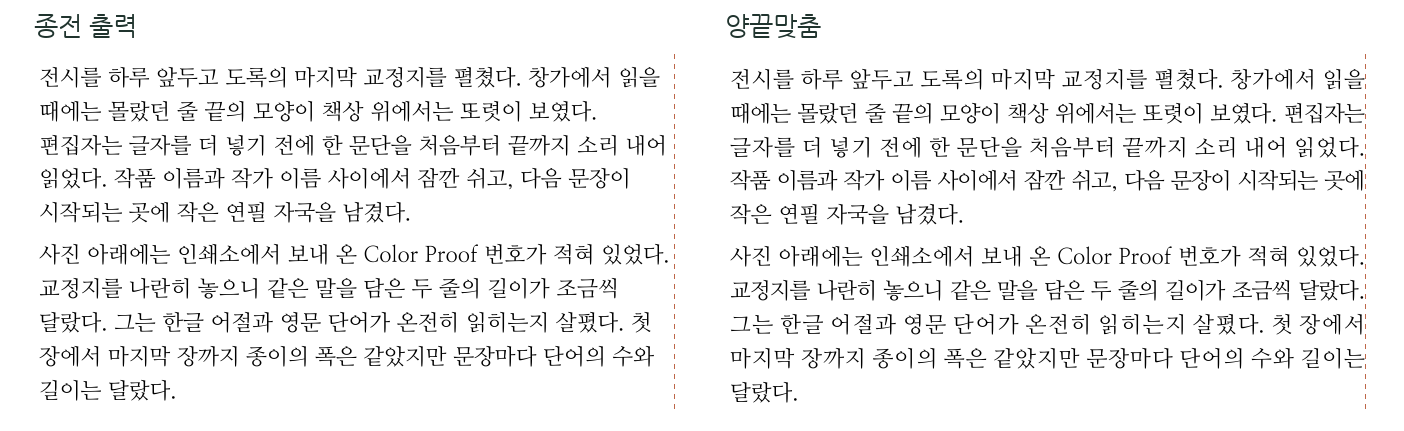 종전 출력
전시를 하루 앞두고 도록의 마지막 교정지를 펼쳤다. 창가에서 읽을
때에는 몰랐던 줄 끝의 모양이 책상 위에서는 또렷이 보였다.
편집자는 글자를 더 넣기 전에 한 문단을 처음부터 끝까지 소리 내어
읽었다. 작품 이름과 작가 이름 사이에서 잠깐 쉬고, 다음 문장이
시작되는 곳에 작은 연필 자국을 남겼다.
사진 아래에는 인쇄소에서 보내 온 Color Proof 번호가 적혀 있었다.
교정지를 나란히 놓으니 같은 말을 담은 두 줄의 길이가 조금씩
달랐다. 그는 한글 어절과 영문 단어가 온전히 읽히는지 살폈다. 첫
장에서 마지막 장까지 종이의 폭은 같았지만 문장마다 단어의 수와
길이는 달랐다.
양끝맞춤
전시를 하루 앞두고 도록의 마지막 교정지를 펼쳤다. 창가에서 읽을
때에는 몰랐던 줄 끝의 모양이 책상 위에서는 또렷이 보였다. 편집자는
글자를 더 넣기 전에 한 문단을 처음부터 끝까지 소리 내어 읽었다.
작품 이름과 작가 이름 사이에서 잠깐 쉬고, 다음 문장이 시작되는 곳에
작은 연필 자국을 남겼다.
사진 아래에는 인쇄소에서 보내 온 Color Proof 번호가 적혀 있었다.
교정지를 나란히 놓으니 같은 말을 담은 두 줄의 길이가 조금씩 달랐다.
그는 한글 어절과 영문 단어가 온전히 읽히는지 살폈다. 첫 장에서
마지막 장까지 종이의 폭은 같았지만 문장마다 단어의 수와 길이는
달랐다.